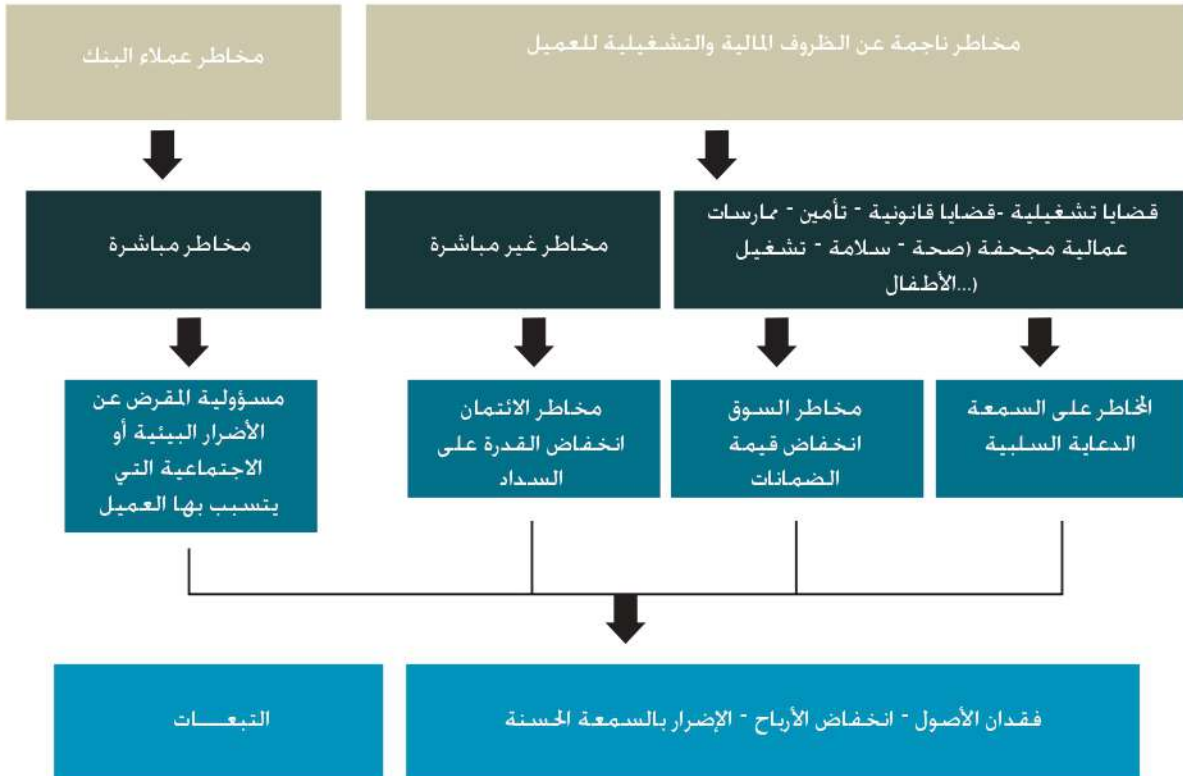 مخاطر ناجمة عن الظروف المالية والتشغيلية للعميل
مخاطر عملاء البنك
قضايا تشغيلية -قضايا قانونية - تأمين - ممارسات
عمالية مجحفة (صحة - سلامة - تشغيل
الأطفال...)
مخاطر غير مباشرة
مخاطر مباشرة
المخاطر على السمعة
الدعاية السلبية
مخاطر السوق
انخفاض قيمة
الضمانات
مخاطر الائتمان
انخفاض القدرة على
السداد
مسؤولية المقرض عن
الأضرار البيئية أو
الاجتماعية التي
يتسبب بها العميل
فقدان الأصول - انخفاض الأرباح - الإضرار بالسمعة الحسنة
التبعـــات